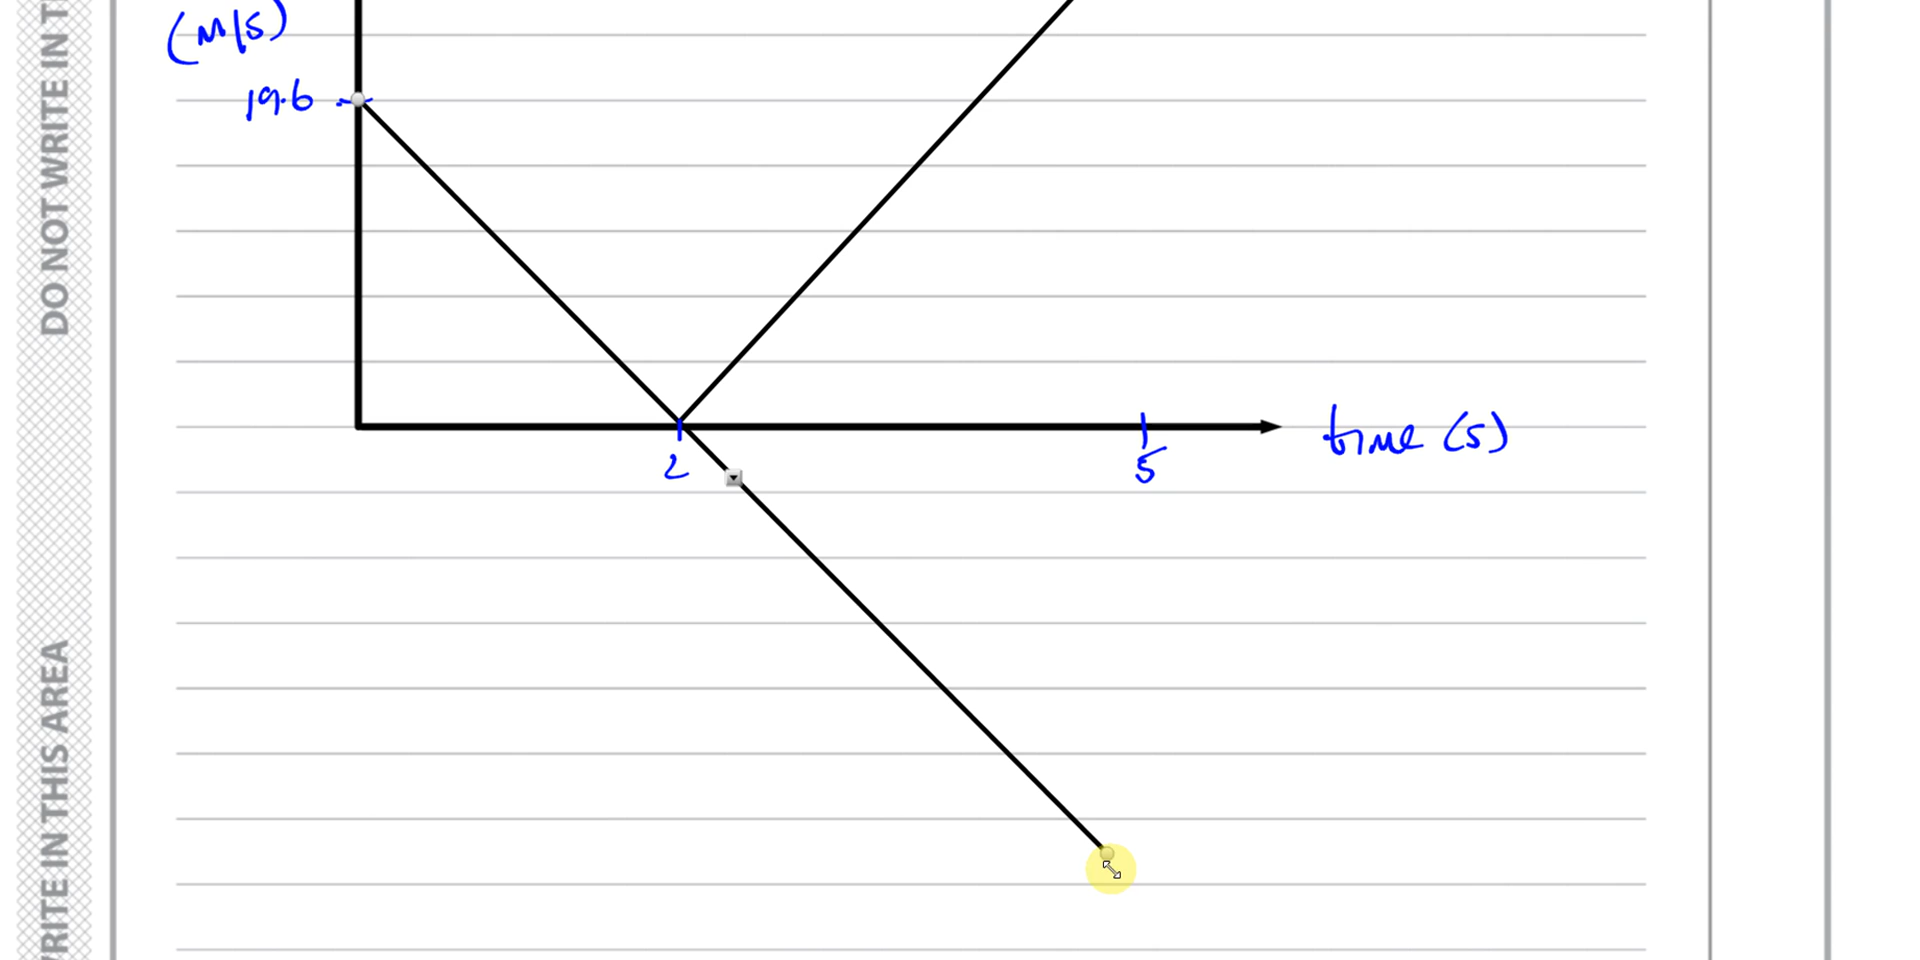 DO NOT WRITE IN T
WRITE IN THIS AREA
(m/s)
19.6
2
5
time (s)